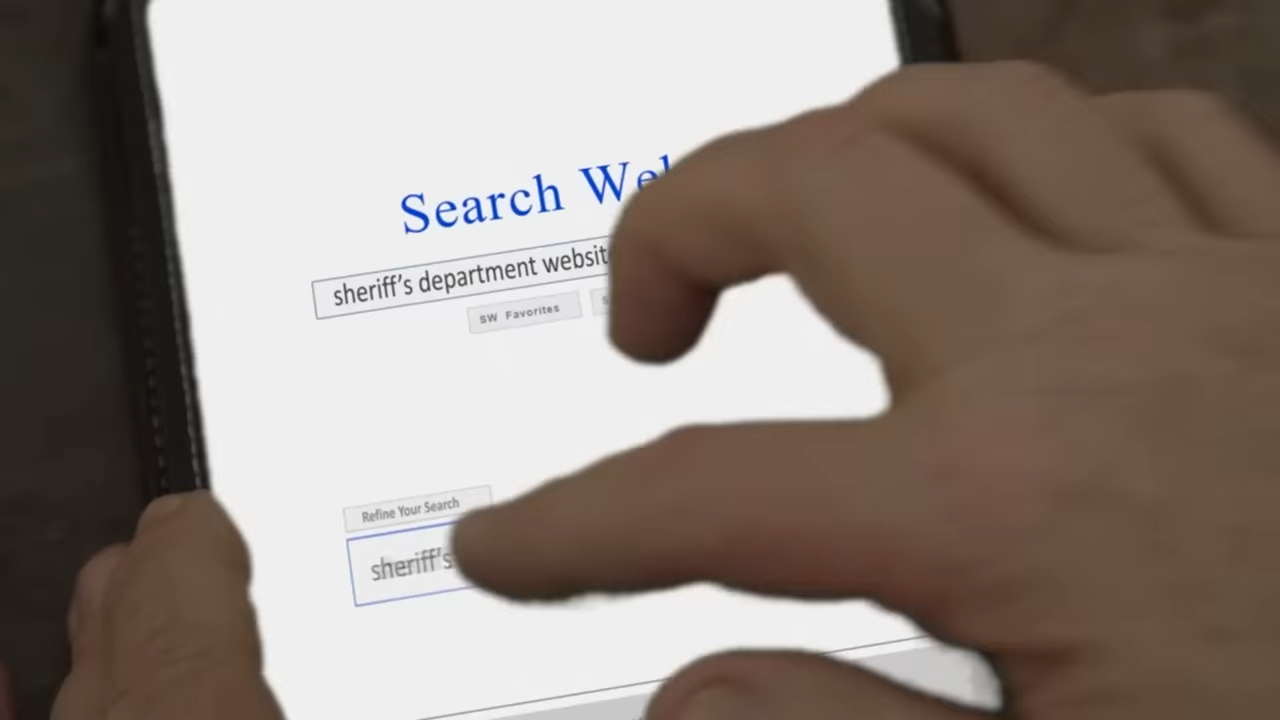 Search We
sheriff's department websit
SW Favorites S
Refine Your Search
sheriff's